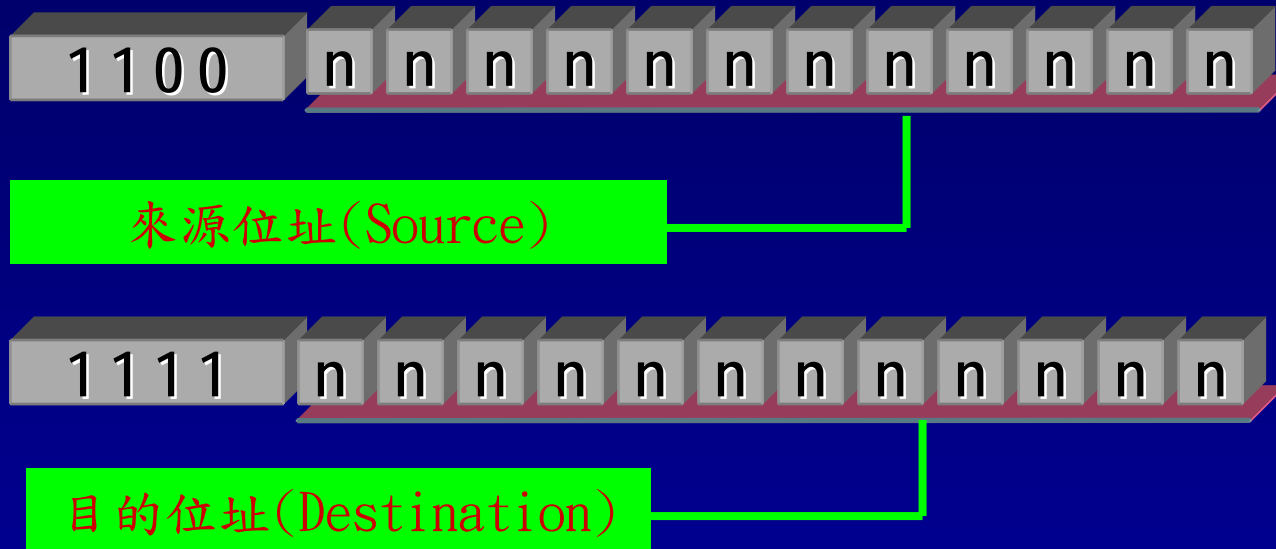 1100 n n n n n n n n n n n n
來源位址(Source)
1111 n n n n n n n n n n n n
目的位址(Destination)